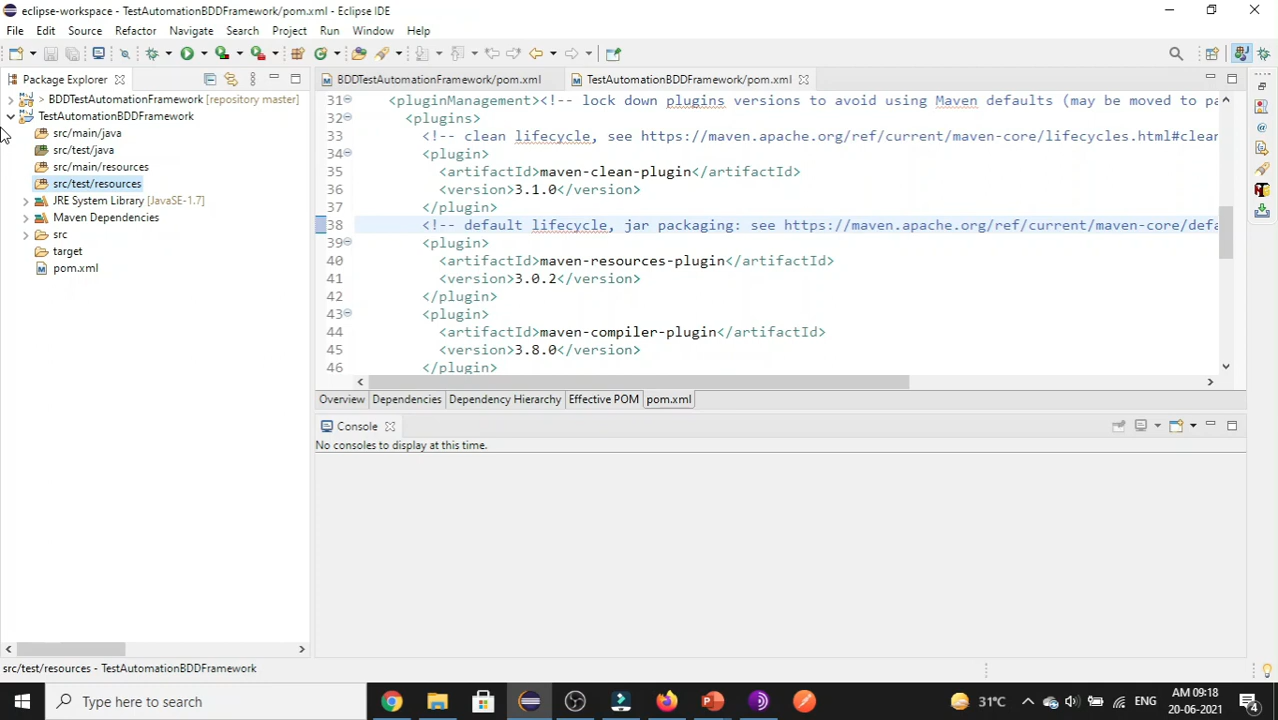 eclipse-workspace - TestAutomationBDDFramework/pom.xml - Eclipse IDE
File Edit Source Refactor Navigate Search Project Run Window Help
Package Explorer
BDDTestAutomationFramework/pom.xml
TestAutomationBDDFramework/pom.xml
> BDDTestAutomationFramework [repository master]
TestAutomationBDDFramework
src/main/java
src/test/java
src/main/resources
src/test/resources
JRE System Library [JavaSE-1.7]
Maven Dependencies
src
target
pom.xml
31 <pluginManagement><!-- lock down plugins versions to avoid using Maven defaults (may be moved to pa
32 <plugins>
33 <!-- clean lifecycle, see https://maven.apache.org/ref/current/maven-core/lifecycles.html#clean
34 <plugin>
35 <artifactId>maven-clean-plugin</artifactId>
36 <version>3.1.0</version>
37 </plugin>
38 <!-- default lifecycle, jar packaging: see https://maven.apache.org/ref/current/maven-core/defa
39 <plugin>
40 <artifactId>maven-resources-plugin</artifactId>
41 <version>3.0.2</version>
42 </plugin>
43 <plugin>
44 <artifactId>maven-compiler-plugin</artifactId>
45 <version>3.8.0</version>
46 </plugin>
Overview Dependencies Dependency Hierarchy Effective POM pom.xml
Console
No consoles to display at this time.
src/test/resources - TestAutomationBDDFramework
Type here to search
31°C
ENG
AM 09:18
20-06-2021
4